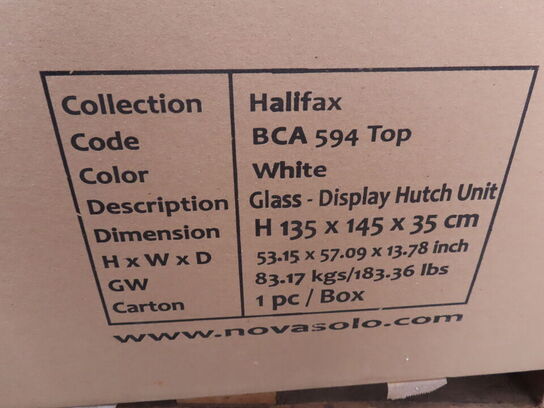 Collection Halifax
Code BCA 594 Top
Color White
Description Glass - Display Hutch Unit
Dimension H 135 x 145 x 35 cm
H x W x D 53.15 x 57.09 x 13.78 inch
GW 83.17 kgs/183.36 lbs
Carton 1 pc / Box
www.novasolo.com